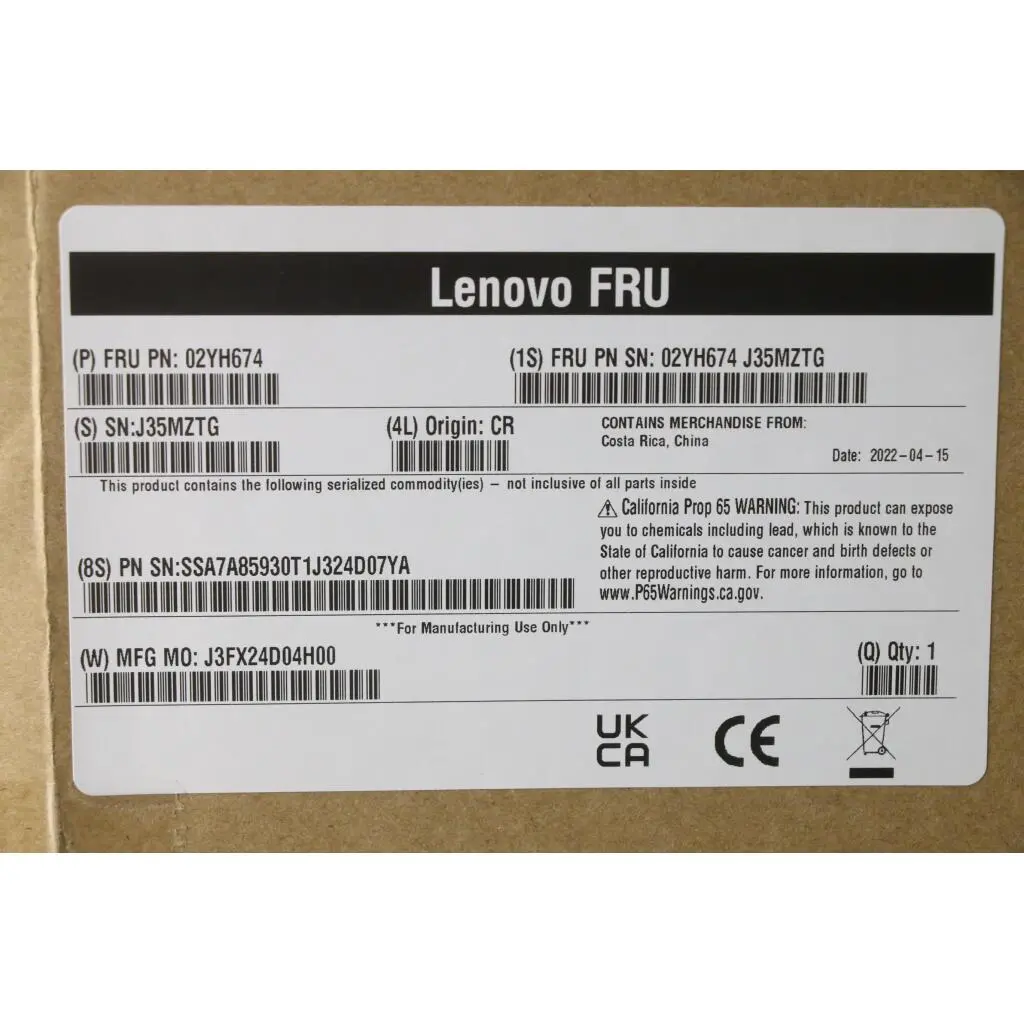 Lenovo FRU
(P) FRU PN: 02YH674
(1S) FRU PN SN: 02YH674 J35MZTG
(S) SN:J35MZTG
(4L) Origin: CR
CONTAINS MERCHANDISE FROM:
Costa Rica, China
Date: 2022-04-15
This product contains the following serialized commodity(ies) – not inclusive of all parts inside
⚠ California Prop 65 WARNING: This product can expose
you to chemicals including lead, which is known to the
State of California to cause cancer and birth defects or
other reproductive harm. For more information, go to
www.P65Warnings.ca.gov.
(8S) PN SN:SSA7A85930T1J324D07YA
***For Manufacturing Use Only***
(W) MFG MO: J3FX24D04H00
(Q) Qty: 1
UK
CA
CE